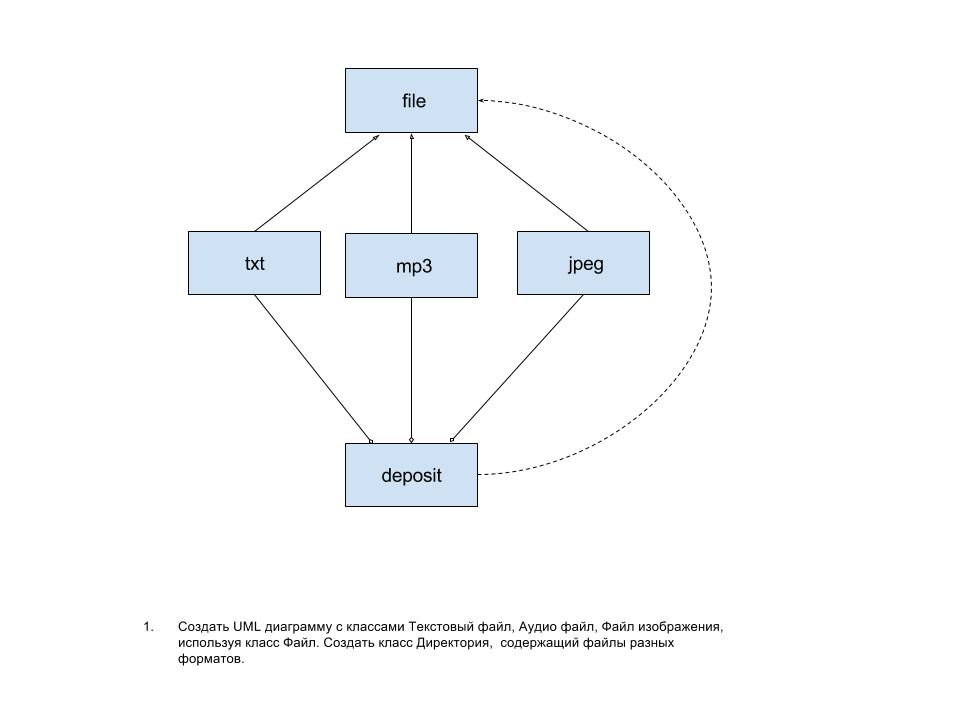 file
txt
mp3
jpeg
deposit
1. Создать UML диаграмму с классами Текстовый файл, Аудио файл, Файл изображения,
используя класс Файл. Создать класс Директория, содержащий файлы разных
форматов.